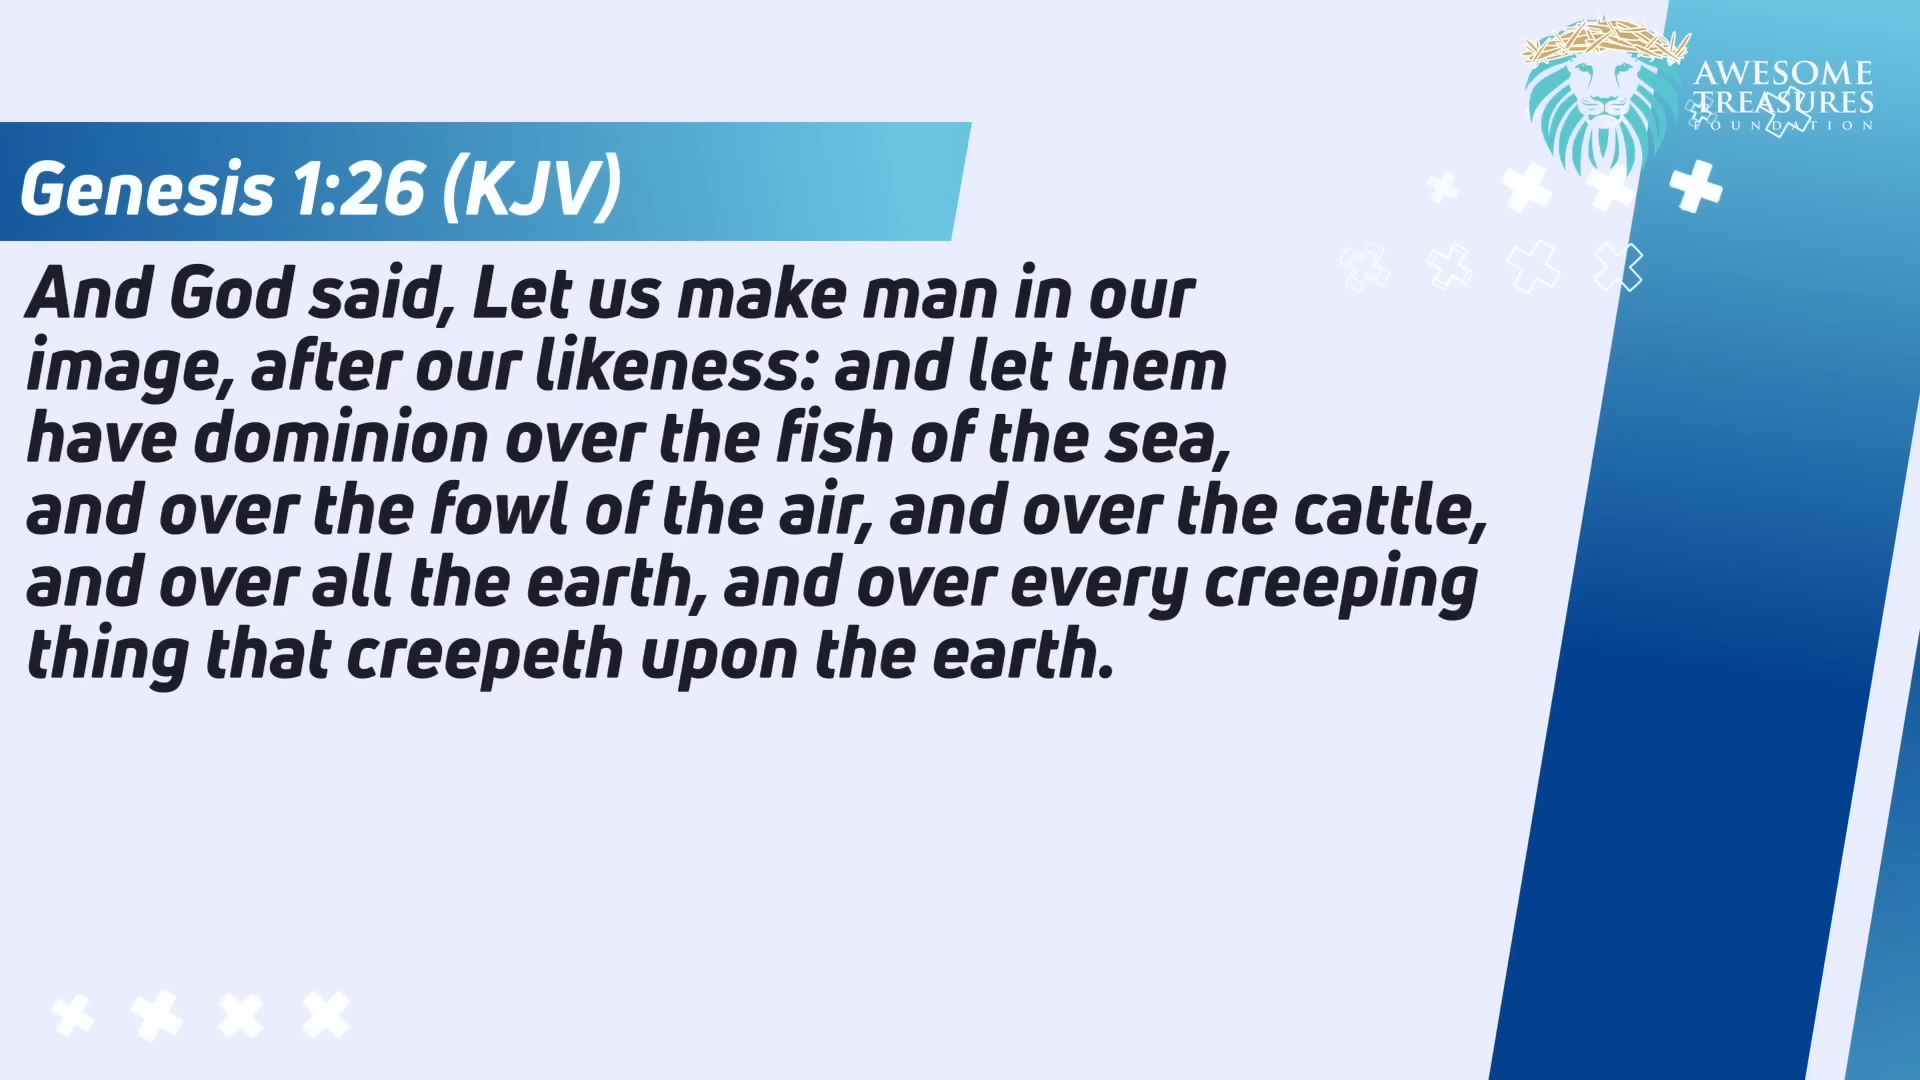 AWESOME
TREASURES
FOUNDATION
Genesis 1:26 (KJV)
And God said, Let us make man in our
image, after our likeness: and let them
have dominion over the fish of the sea,
and over the fowl of the air, and over the cattle,
and over all the earth, and over every creeping
thing that creepeth upon the earth.